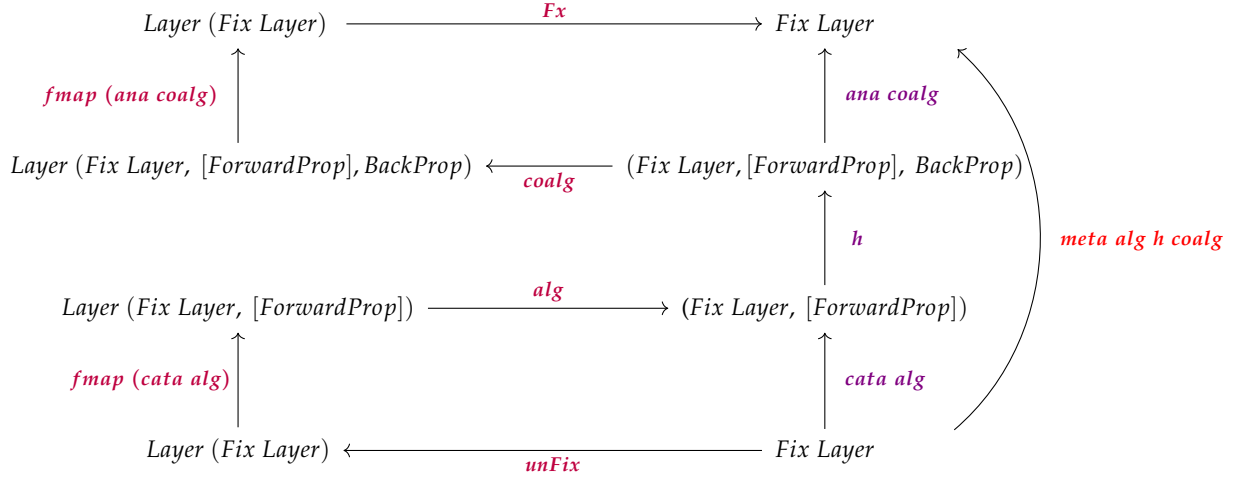 Layer (Fix Layer) Fx Fix Layer
fmap (ana coalg) ana coalg
Layer (Fix Layer, [ForwardProp], BackProp) coalg (Fix Layer, [ForwardProp], BackProp)
h meta alg h coalg
Layer (Fix Layer, [ForwardProp]) alg (Fix Layer, [ForwardProp])
fmap (cata alg) cata alg
Layer (Fix Layer) unFix Fix Layer